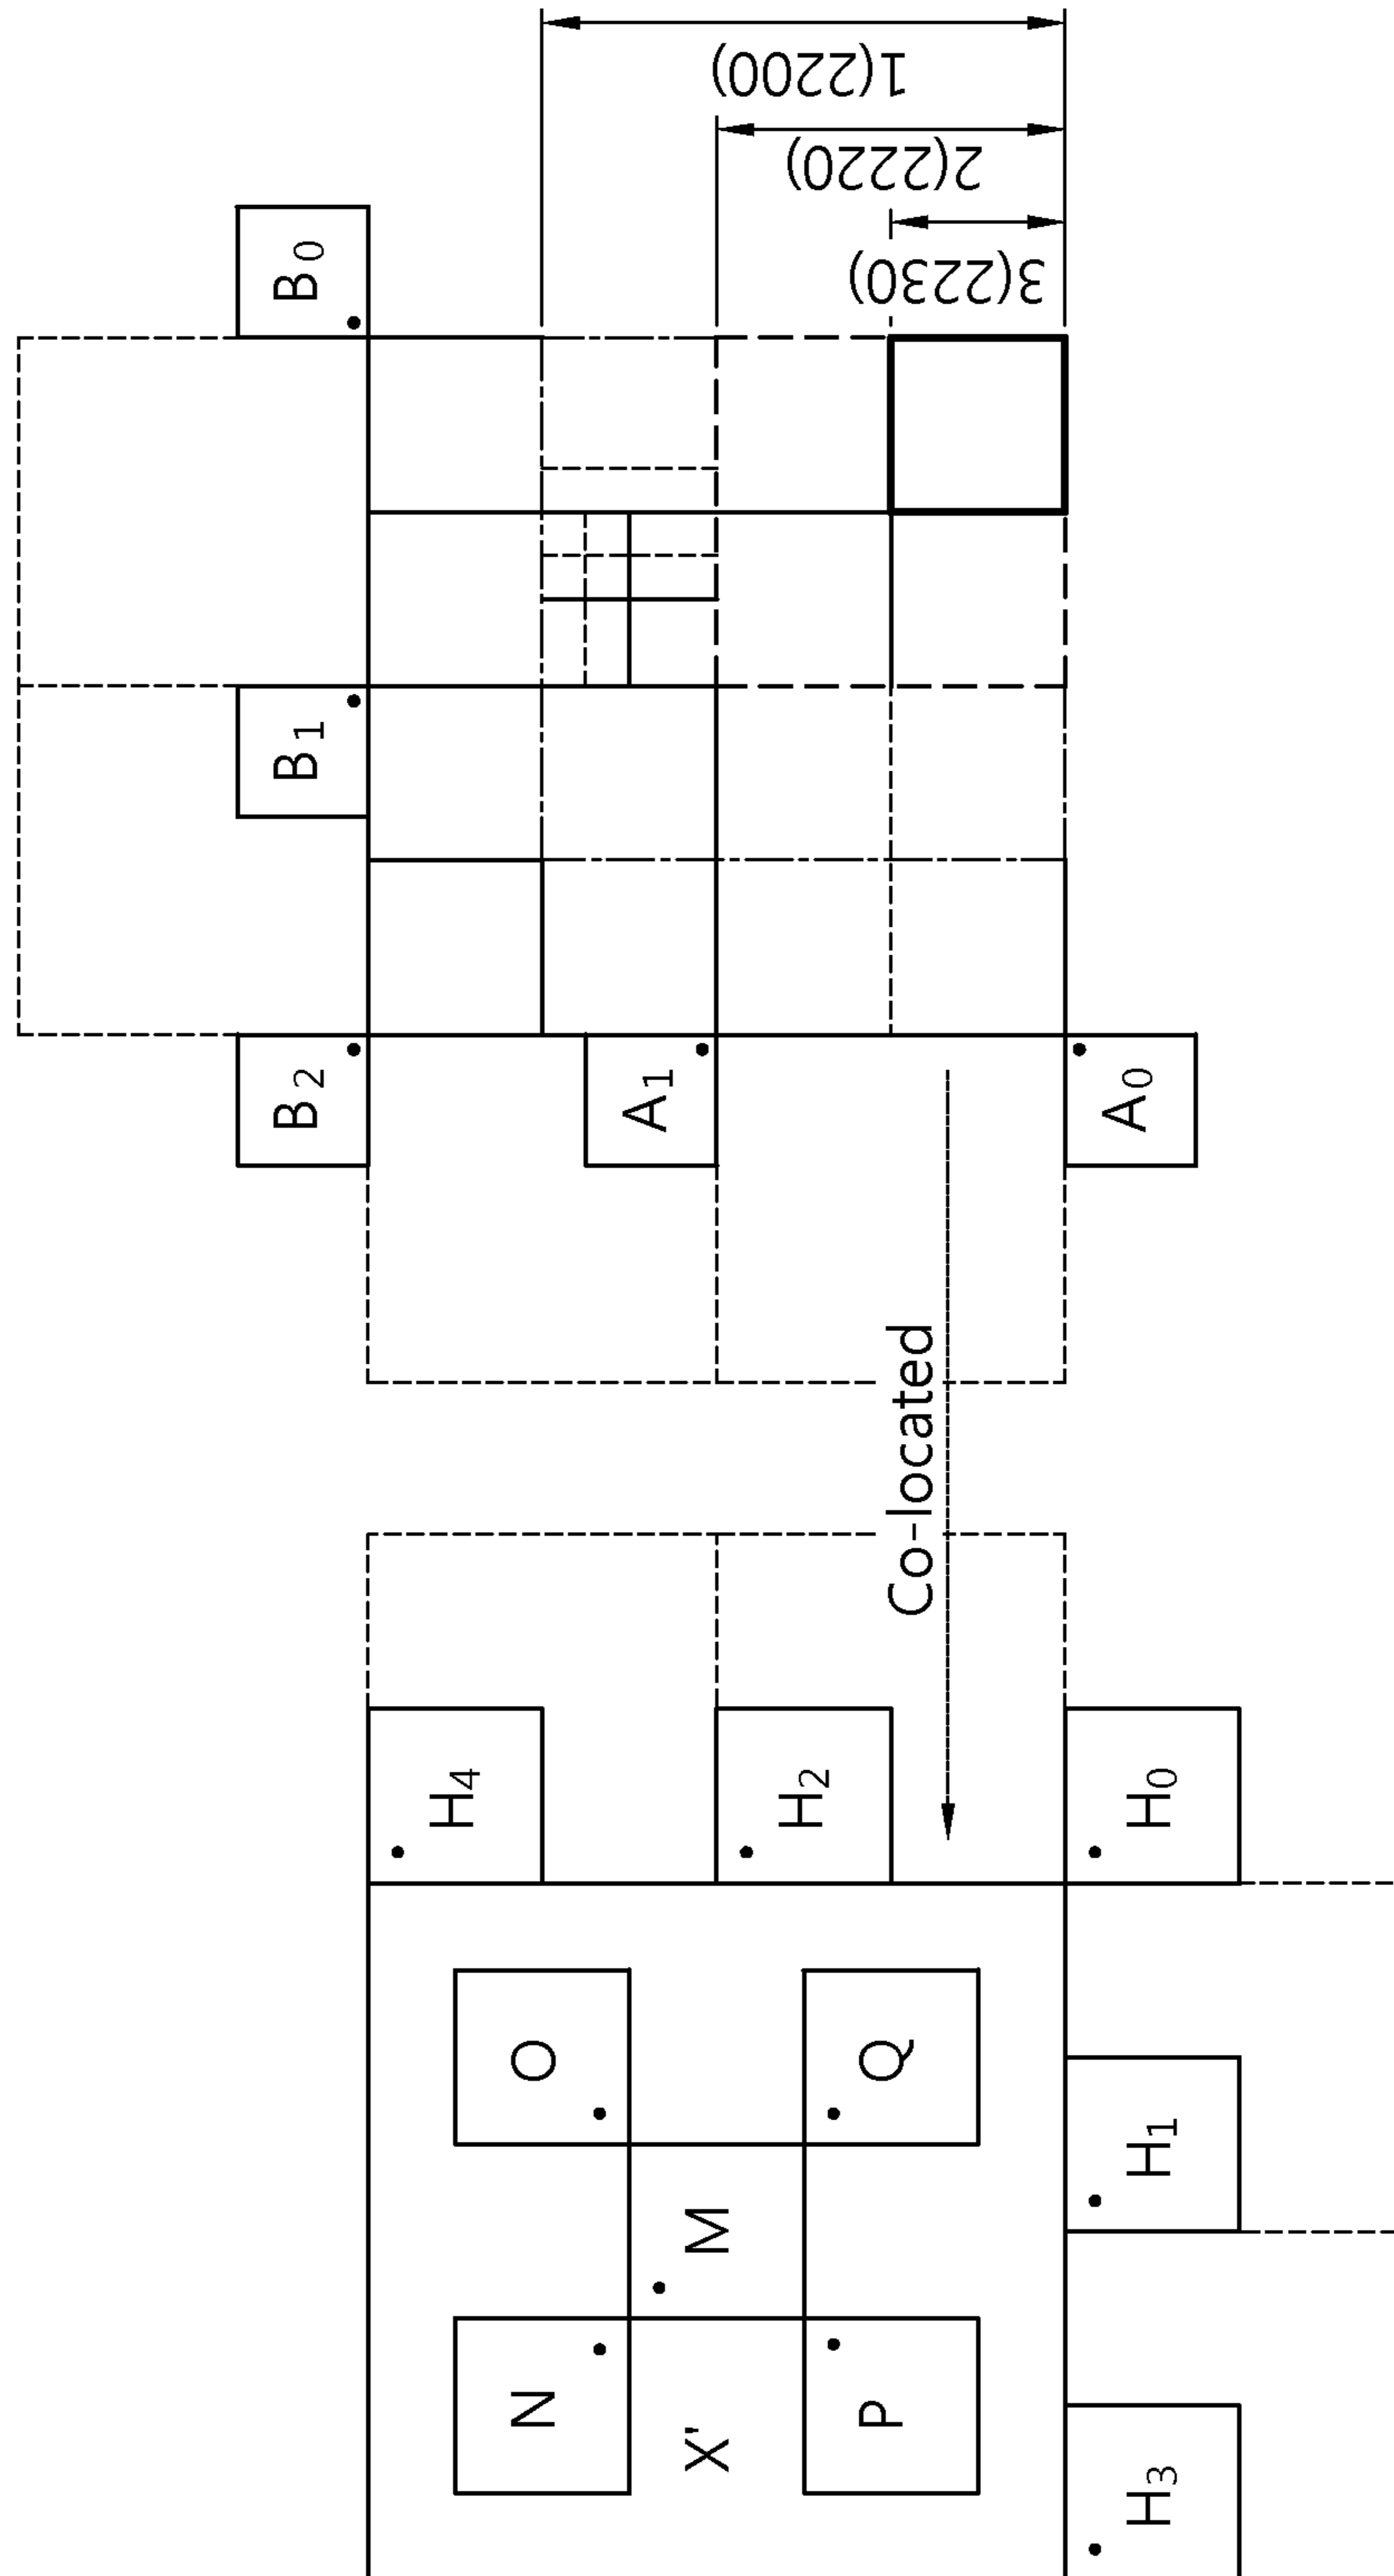 1(2200)
2(2220)
3(2230)
B0
B1
B2
A1
A0
Co-located
H4
H2
H0
O
Q
M
H1
N
P
X'
H3